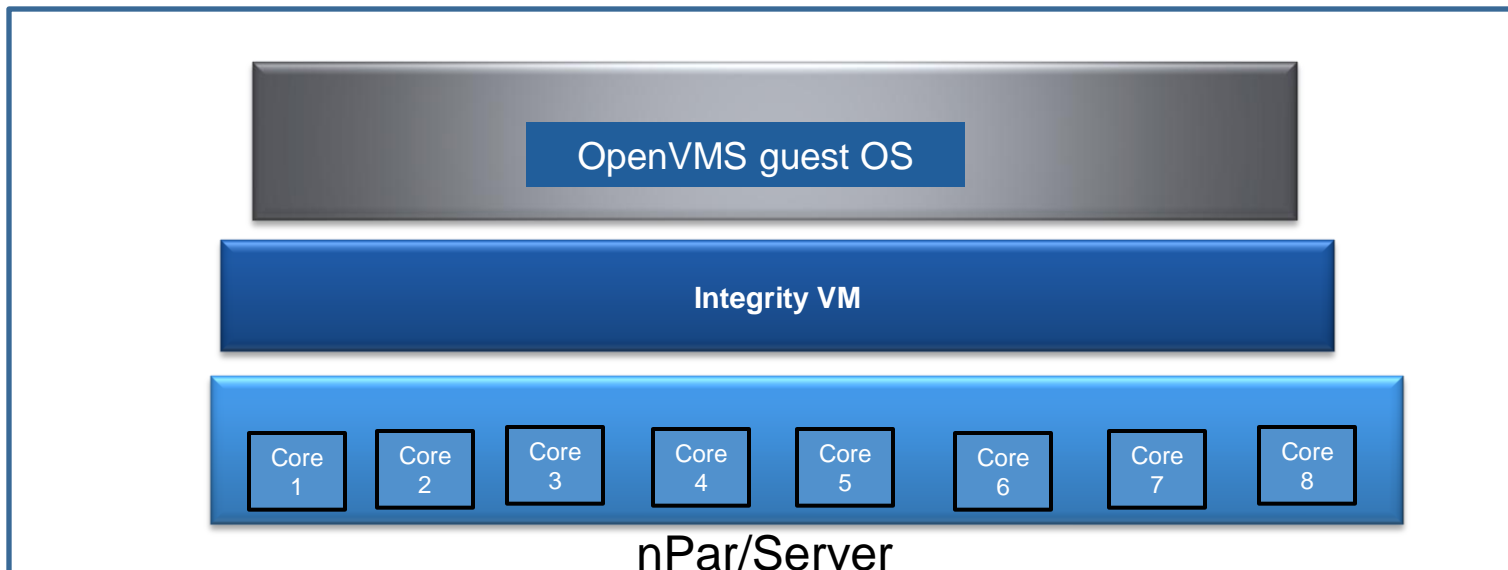 OpenVMS guest OS
Integrity VM
Core
1
Core
2
Core
3
Core
4
Core
5
Core
6
Core
7
Core
8
nPar/Server